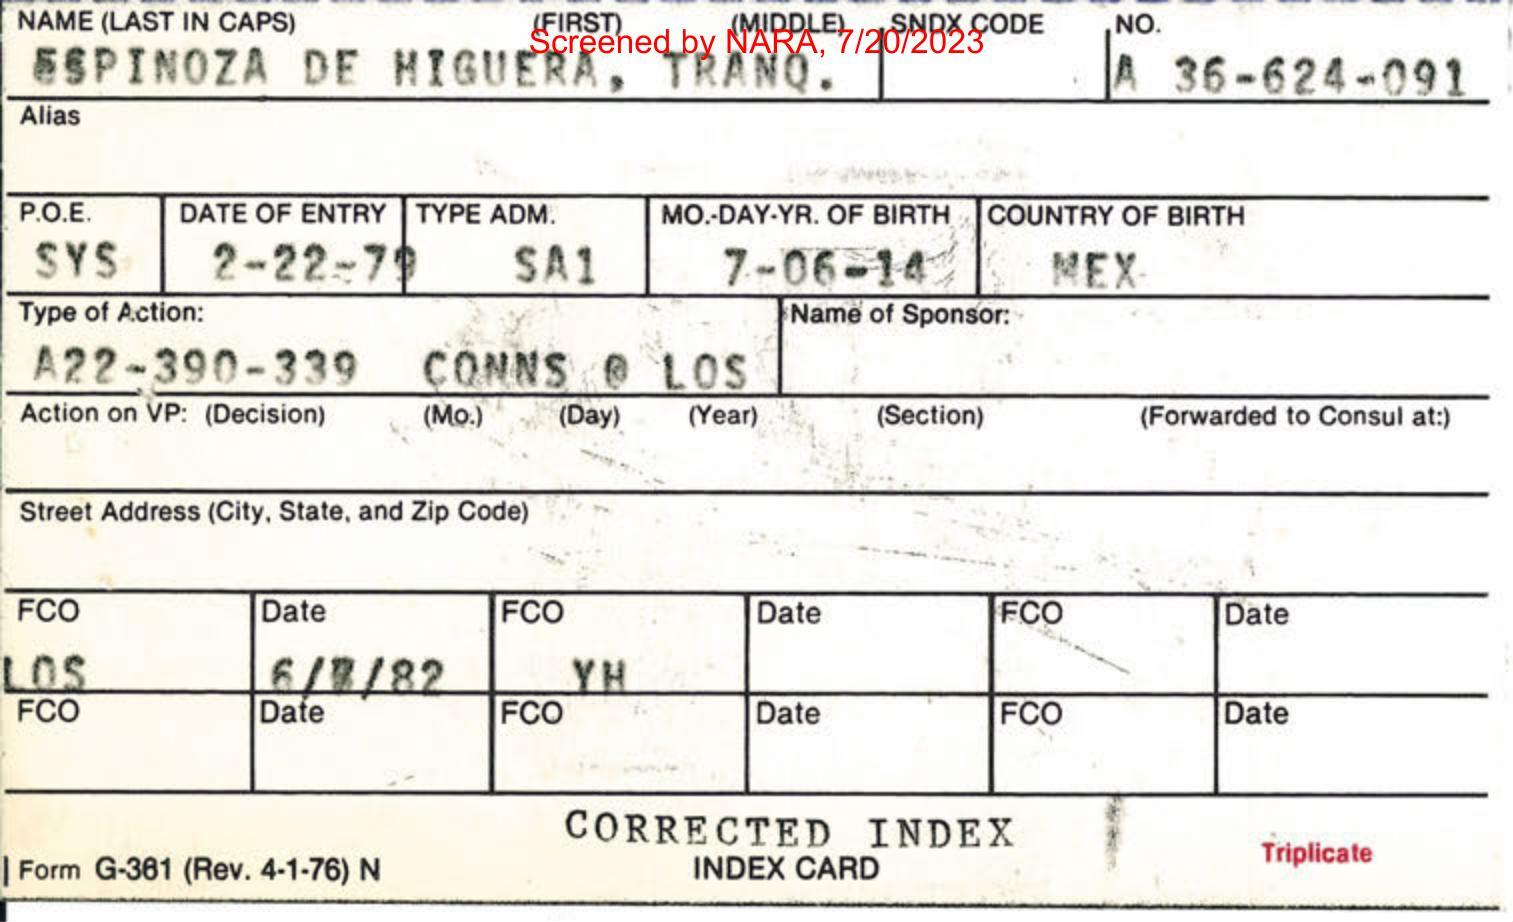 NAME (LAST IN CAPS) (FIRST) (MIDDLE) SNDX CODE NO.
Screened by NARA, 7/20/2023
ESPINOZA DE HIGUERA, TRANQ. A 36-624-091
Alias
P.O.E. DATE OF ENTRY TYPE ADM. MO.-DAY-YR. OF BIRTH COUNTRY OF BIRTH
SYS 2-22-79 SA1 7-06-14 MEX
Type of Action: Name of Sponsor:
A22-390-339 CONNS @ LOS
Action on VP: (Decision) (Mo.) (Day) (Year) (Section) (Forwarded to Consul at:)
Street Address (City, State, and Zip Code)
FCO Date FCO Date FCO Date
LOS 6/7/82 YH
FCO Date FCO Date FCO Date
CORRECTED INDEX
Form G-361 (Rev. 4-1-76) N INDEX CARD Triplicate